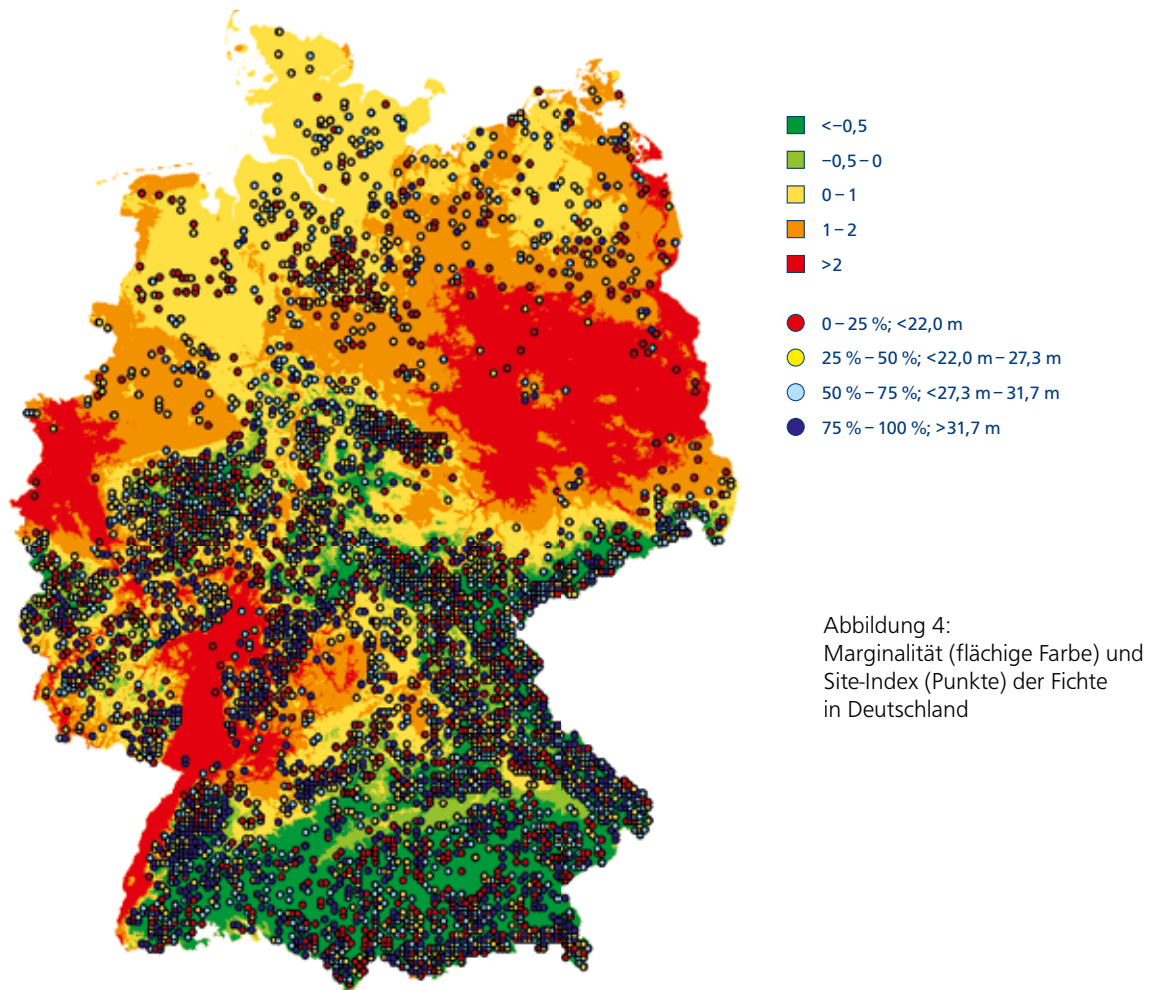 <−0,5
−0,5 – 0
0 – 1
1 – 2
>2
0 – 25 %; <22,0 m
25 % – 50 %; <22,0 m – 27,3 m
50 % – 75 %; <27,3 m – 31,7 m
75 % – 100 %; >31,7 m
Abbildung 4:
Marginalität (flächige Farbe) und
Site-Index (Punkte) der Fichte
in Deutschland